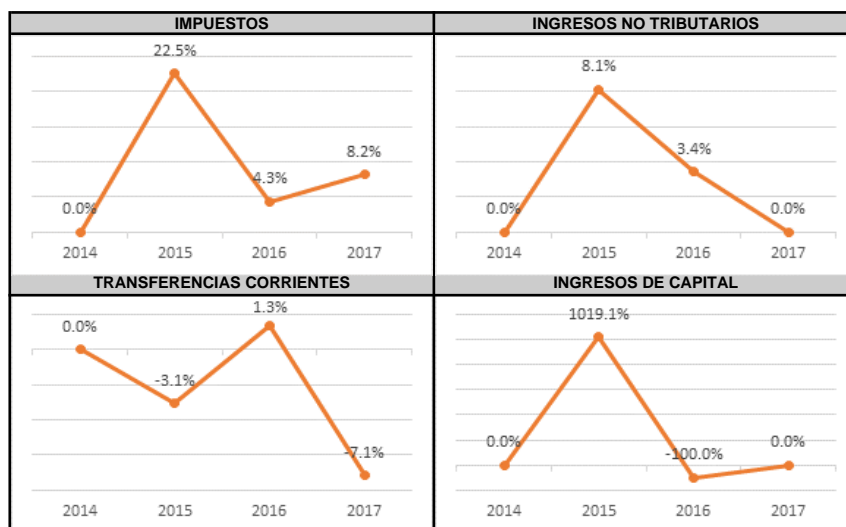 IMPUESTOS
22.5%
8.2%
4.3%
0.0%
2014 2015 2016 2017
INGRESOS NO TRIBUTARIOS
8.1%
3.4%
0.0% 0.0%
2014 2015 2016 2017
TRANSFERENCIAS CORRIENTES
1.3%
0.0%
-3.1%
-7.1%
2014 2015 2016 2017
INGRESOS DE CAPITAL
1019.1%
0.0% -100.0% 0.0%
2014 2015 2016 2017